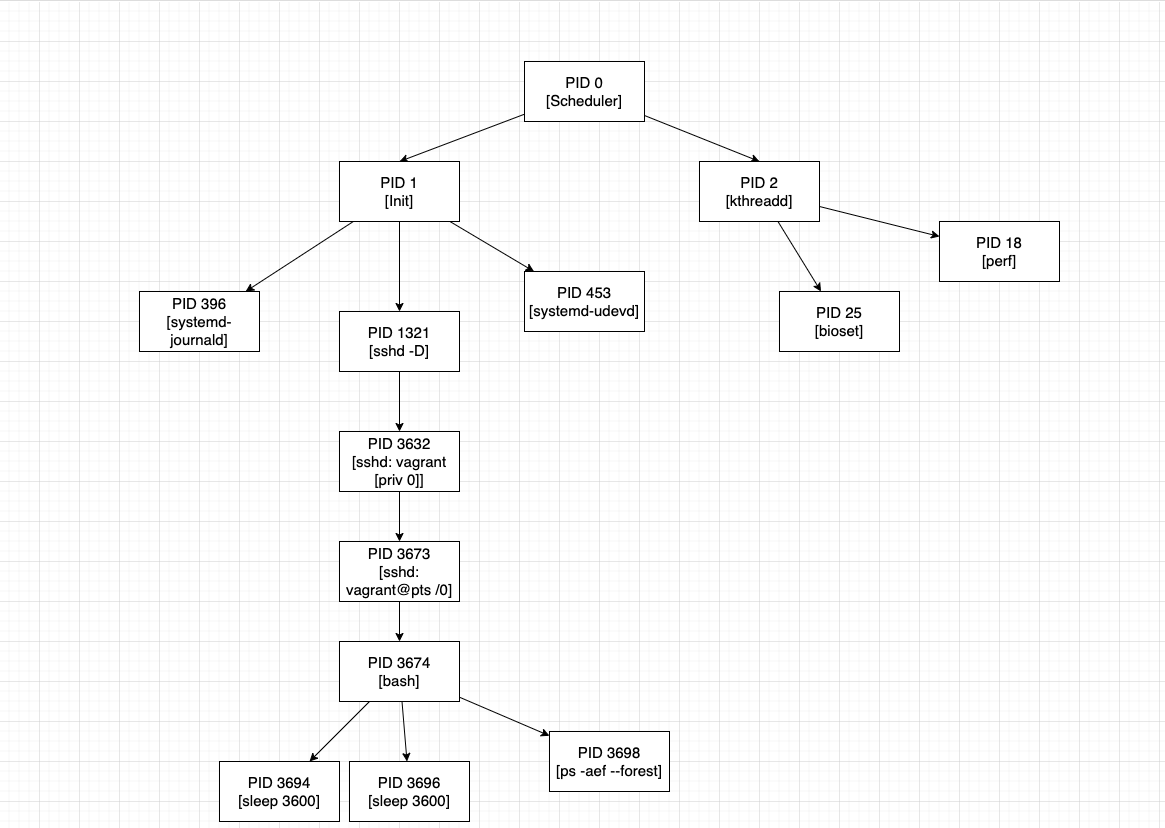 PID 0
[Scheduler]
PID 1
[Init]
PID 2
[kthreadd]
PID 18
[perf]
PID 396
[systemd-
journald]
PID 1321
[sshd -D]
PID 453
[systemd-udevd]
PID 25
[bioset]
PID 3632
[sshd: vagrant
[priv 0]]
PID 3673
[sshd:
vagrant@pts /0]
PID 3674
[bash]
PID 3694
[sleep 3600]
PID 3696
[sleep 3600]
PID 3698
[ps -aef --forest]